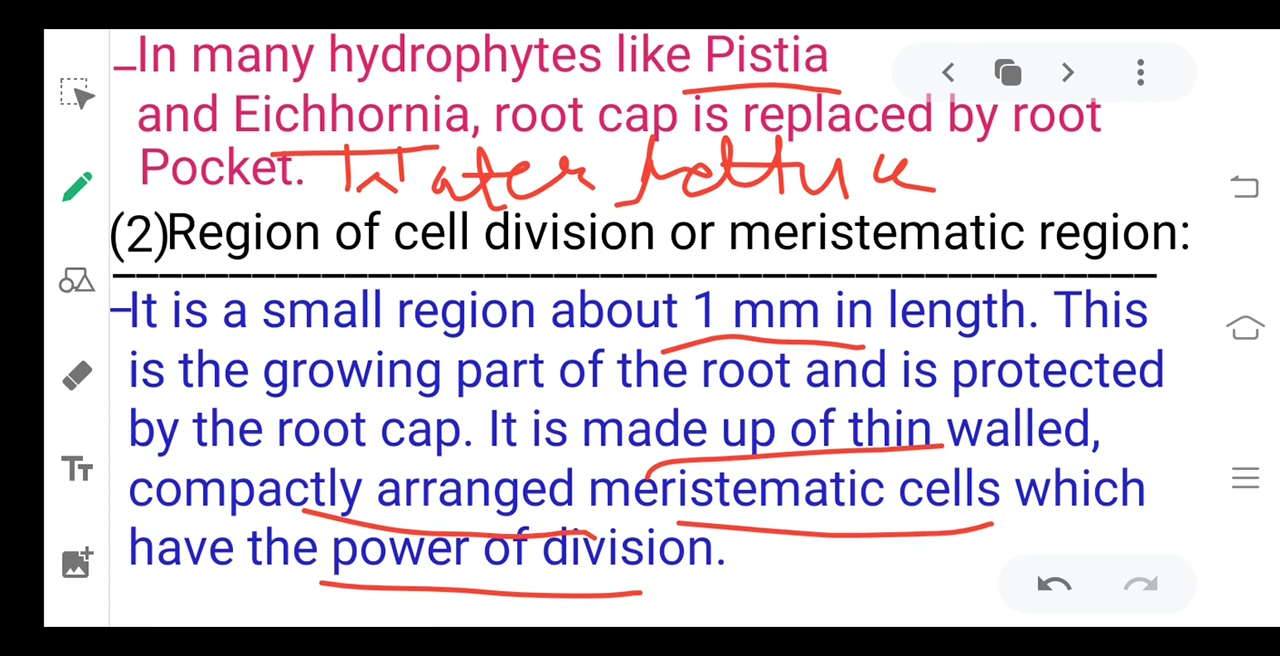 –In many hydrophytes like Pistia
and Eichhornia, root cap is replaced by root
Pocket. Water lettuce
(2)Region of cell division or meristematic region:
–It is a small region about 1 mm in length. This
is the growing part of the root and is protected
by the root cap. It is made up of thin walled,
compactly arranged meristematic cells which
have the power of division.
Tт